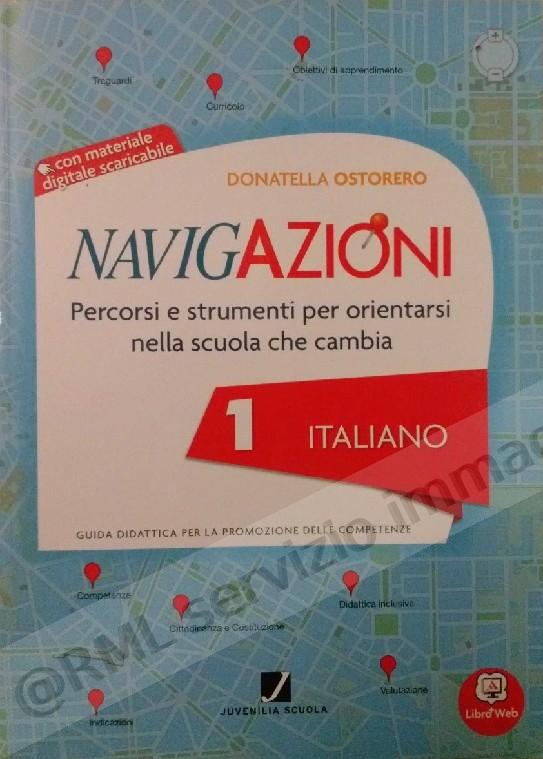 Obiettivi di apprendimento
Traguardi
Curricolo
con materiale
digitale scaricabile
DONATELLA OSTORERO
NAVIGAZIONI
Percorsi e strumenti per orientarsi
nella scuola che cambia
1 ITALIANO
GUIDA DIDATTICA PER LA PROMOZIONE DELLE COMPETENZE
Competenze
Didattica inclusiva
Cittadinanza e Costituzione
Valutazione
Indicazioni
JUVENILIA SCUOLA
Libro+Web
@RML servizio